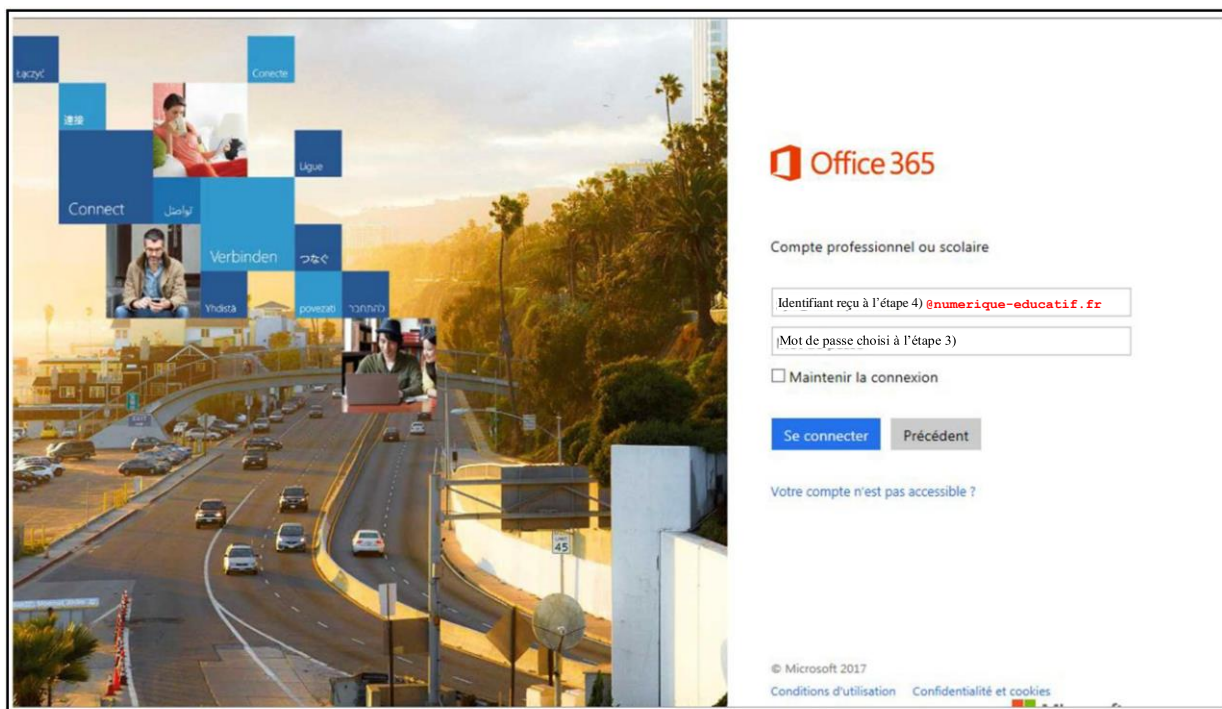 Łączyć
Conecte
連接
Ligue
Connect
تواصل
Verbinden
つなぐ
Yhdistä
povezati
להתחבר
EXIT
LIMIT
45
Office 365
Compte professionnel ou scolaire
Identifiant reçu à l'étape 4) @numerique-educatif.fr
Mot de passe choisi à l'étape 3)
Maintenir la connexion
Se connecter
Précédent
Votre compte n'est pas accessible ?
© Microsoft 2017
Conditions d'utilisation Confidentialité et cookies